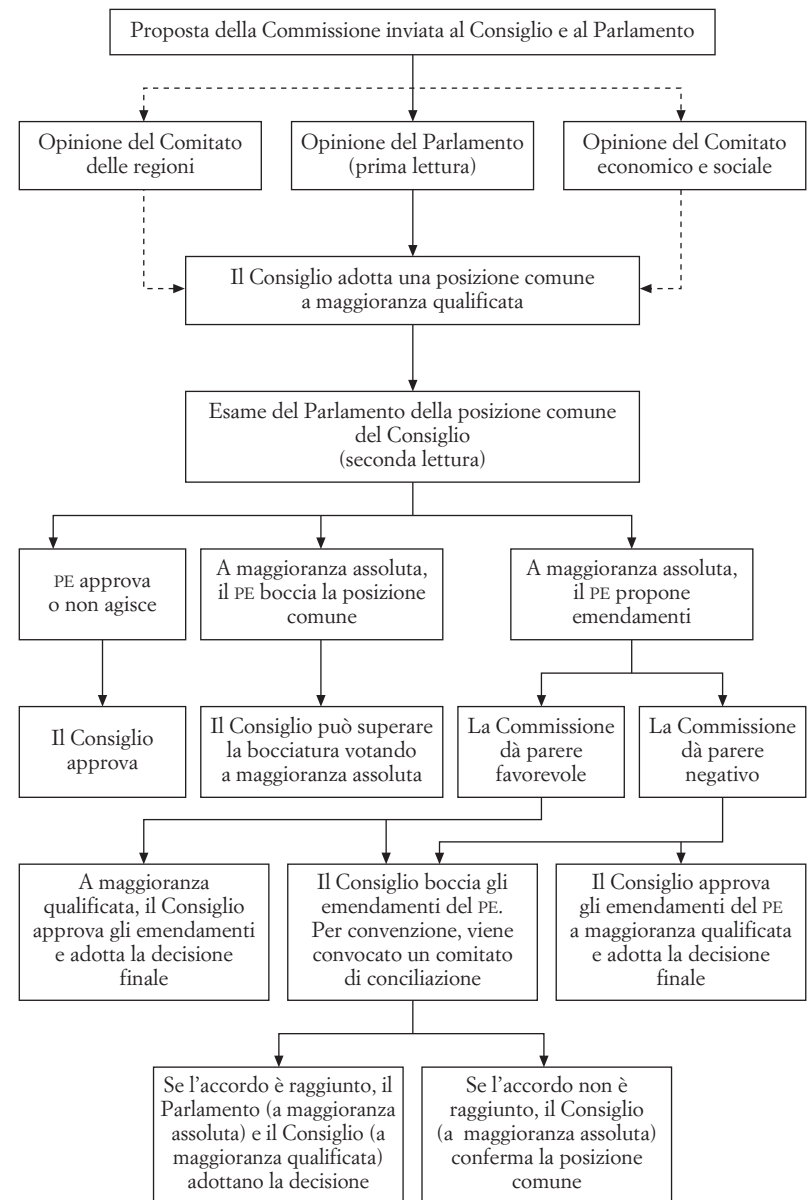 Proposta della Commissione inviata al Consiglio e al Parlamento
Opinione del Comitato
delle regioni
Opinione del Parlamento
(prima lettura)
Opinione del Comitato
economico e sociale
Il Consiglio adotta una posizione comune
a maggioranza qualificata
Esame del Parlamento della posizione comune
del Consiglio
(seconda lettura)
PE approva
o non agisce
A maggioranza assoluta,
il PE boccia la posizione
comune
A maggioranza assoluta,
il PE propone
emendamenti
Il Consiglio
approva
Il Consiglio può superare
la bocciatura votando
a maggioranza assoluta
La Commissione
dà parere
favorevole
La Commissione
dà parere
negativo
A maggioranza
qualificata, il Consiglio
approva gli emendamenti
e adotta la decisione
finale
Il Consiglio boccia gli
emendamenti del PE.
Per convenzione, viene
convocato un comitato
di conciliazione
Il Consiglio approva
gli emendamenti del PE
a maggioranza qualificata
e adotta la decisione
finale
Se l'accordo è raggiunto, il
Parlamento (a maggioranza
assoluta) e il Consiglio (a
maggioranza qualificata)
adottano la decisione
Se l'accordo non è
raggiunto, il Consiglio
(a maggioranza assoluta)
conferma la posizione
comune